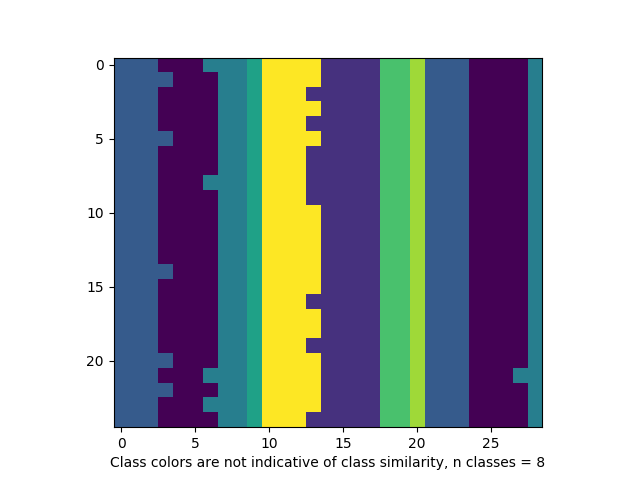 0
5
10
15
20
0 5 10 15 20 25
Class colors are not indicative of class similarity, n classes = 8